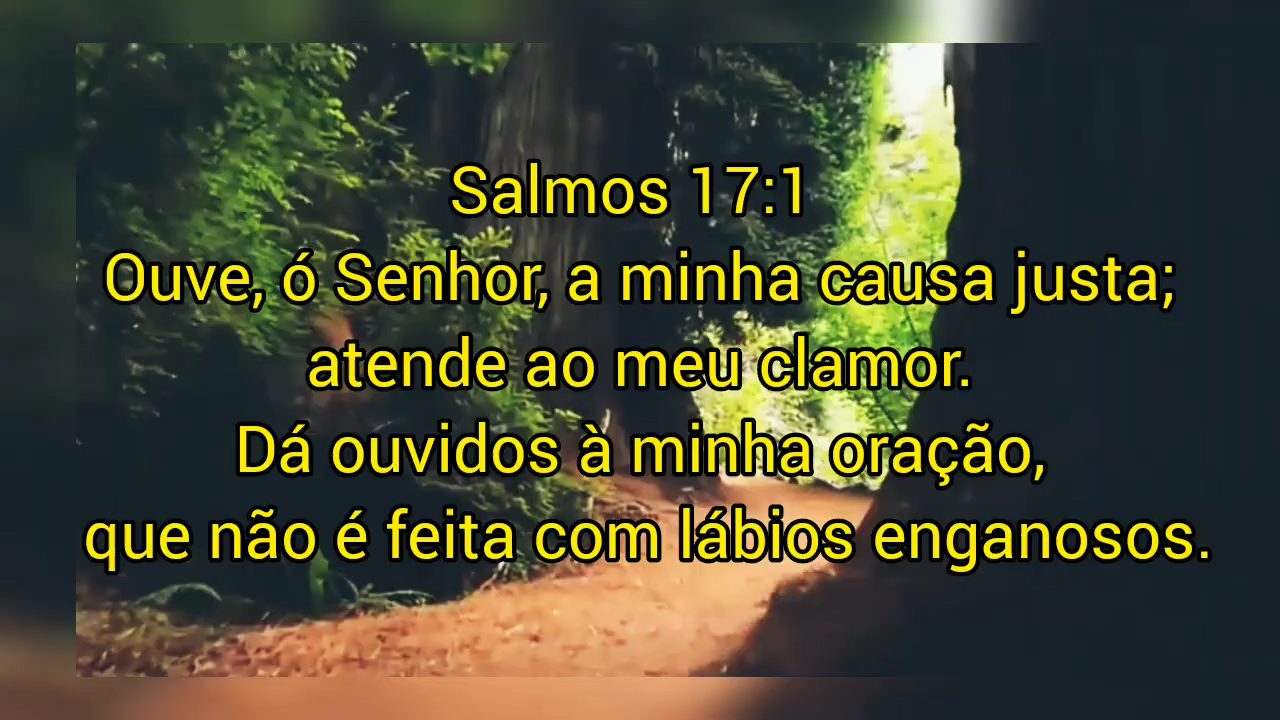 Salmos 17:1
Ouve, ó Senhor, a minha causa justa;
atende ao meu clamor.
Dá ouvidos à minha oração,
que não é feita com lábios enganosos.